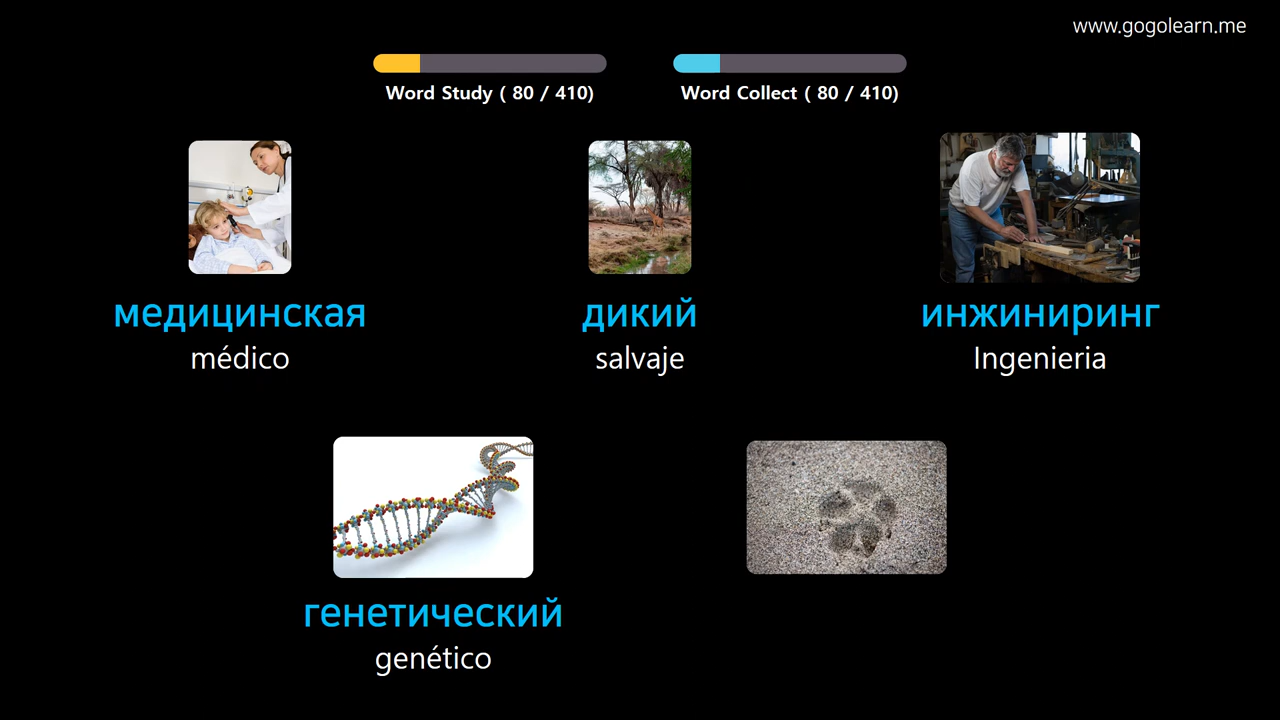 www.gogolearn.me
Word Study ( 80 / 410)
Word Collect ( 80 / 410)
медицинская
médico
дикий
salvaje
инжиниринг
Ingenieria
генетический
genético